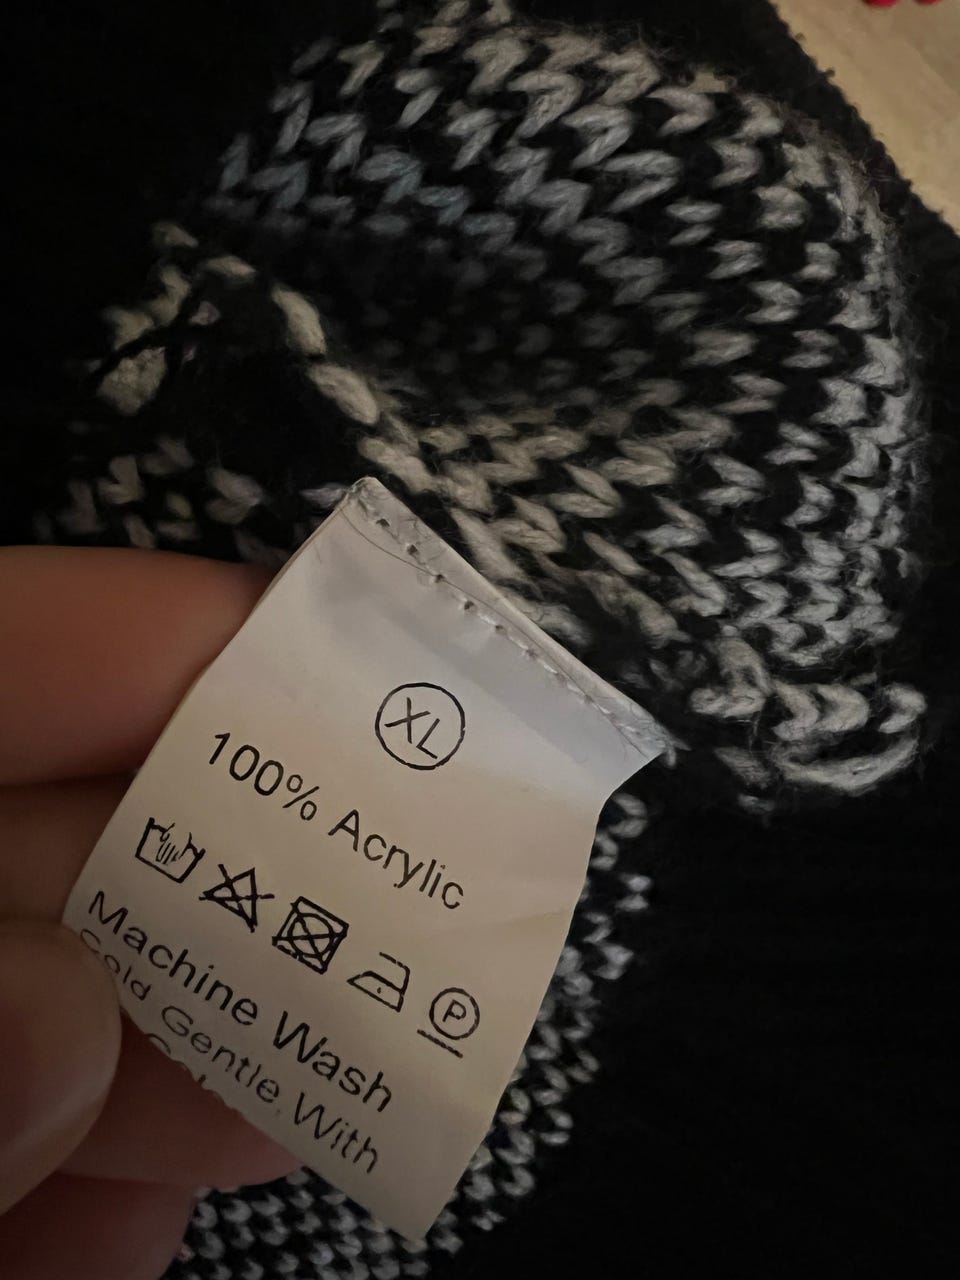 XL
100% Acrylic
P
Machine Wash
Cold Gentle With